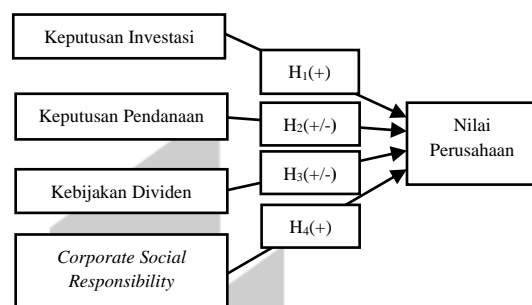 Keputusan Investasi
H1(+)
Keputusan Pendanaan
H2(+/-)
Nilai
Perusahaan
Kebijakan Dividen
H3(+/-)
H4(+)
Corporate Social
Responsibility